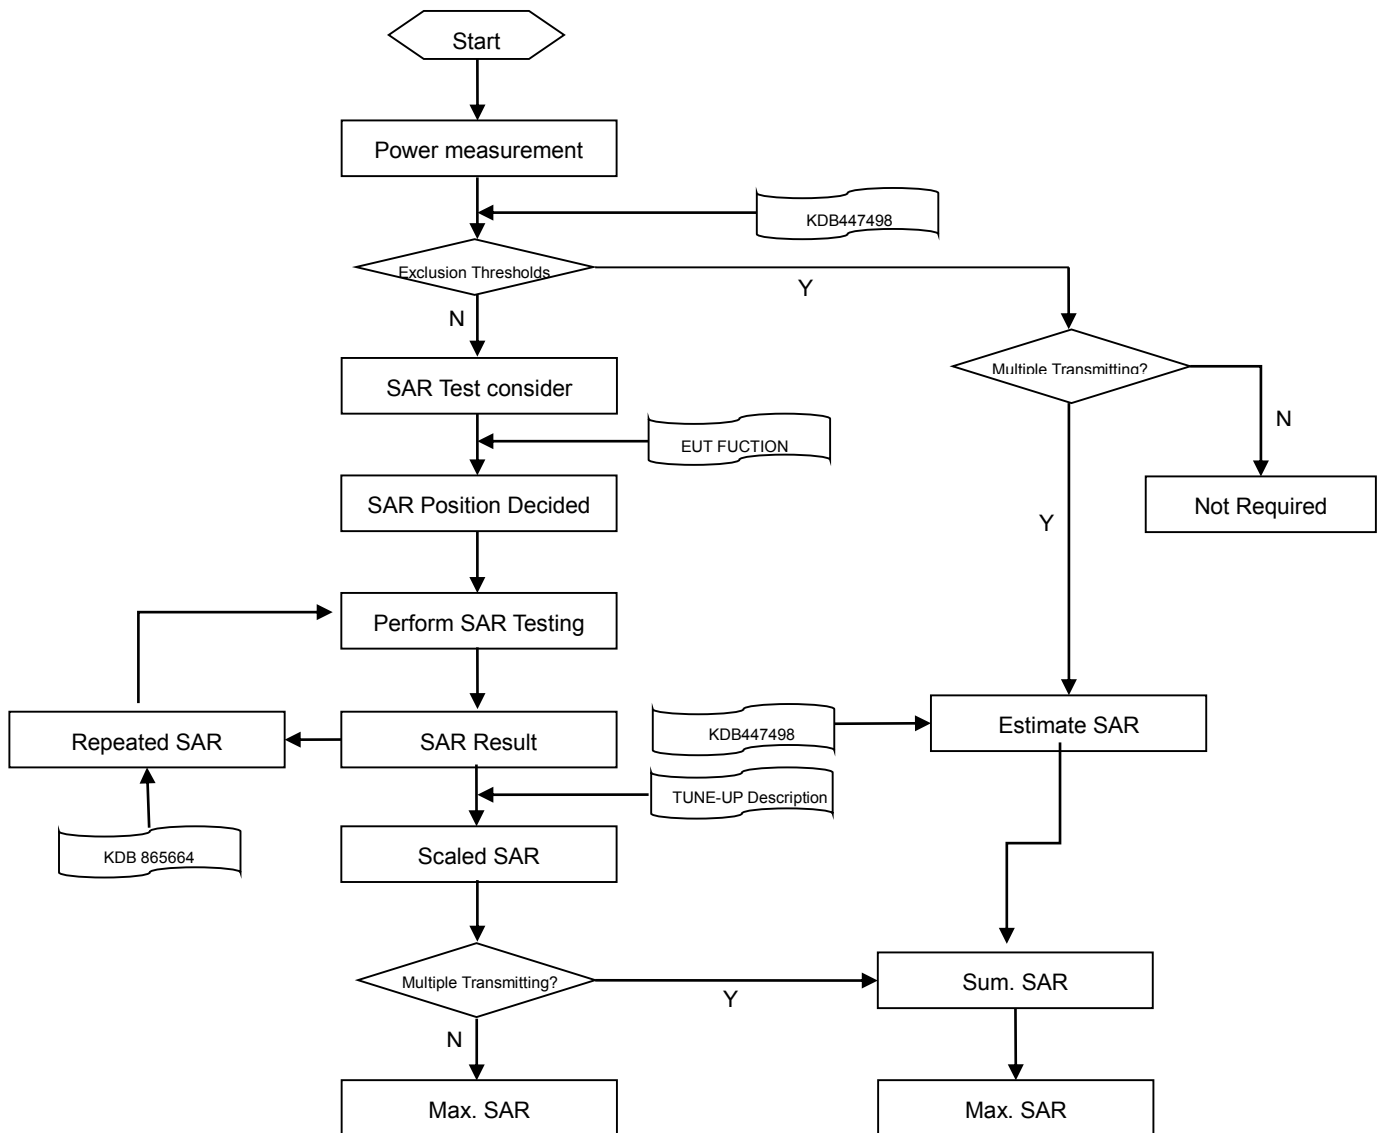 Start
Power measurement
KDB447498
Exclusion Thresholds
Y
N
Multiple Transmitting?
SAR Test consider
N
EUT FUCTION
SAR Position Decided
Not Required
Y
Perform SAR Testing
Repeated SAR
SAR Result
KDB447498
Estimate SAR
TUNE-UP Description
KDB 865664
Scaled SAR
Multiple Transmitting?
Y
Sum. SAR
N
Max. SAR
Max. SAR